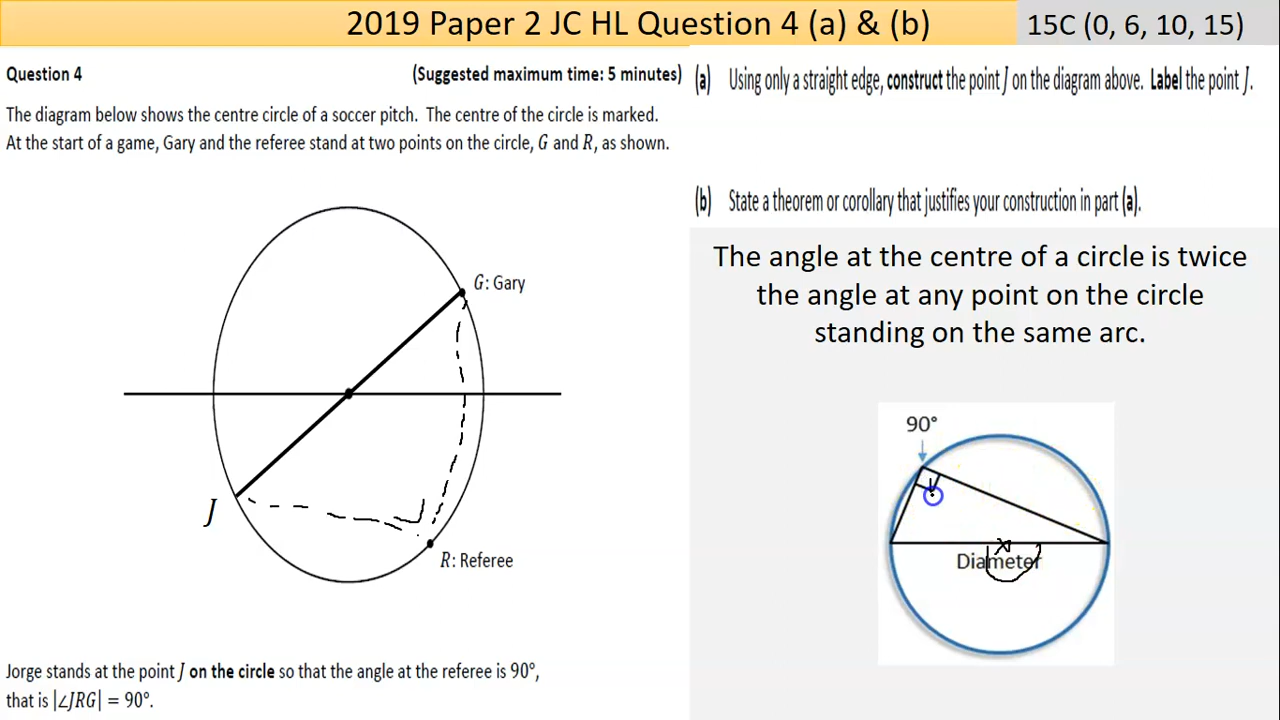 2019 Paper 2 JC HL Question 4 (a) & (b)
15C (0, 6, 10, 15)
Question 4
(Suggested maximum time: 5 minutes)
The diagram below shows the centre circle of a soccer pitch. The centre of the circle is marked.
At the start of a game, Gary and the referee stand at two points on the circle, G and R, as shown.
G: Gary
J
R: Referee
Jorge stands at the point J on the circle so that the angle at the referee is 90°,
that is |∠JRG| = 90°.
(a) Using only a straight edge, construct the point J on the diagram above. Label the point J.
(b) State a theorem or corollary that justifies your construction in part (a).
The angle at the centre of a circle is twice
the angle at any point on the circle
standing on the same arc.
90°
Diameter